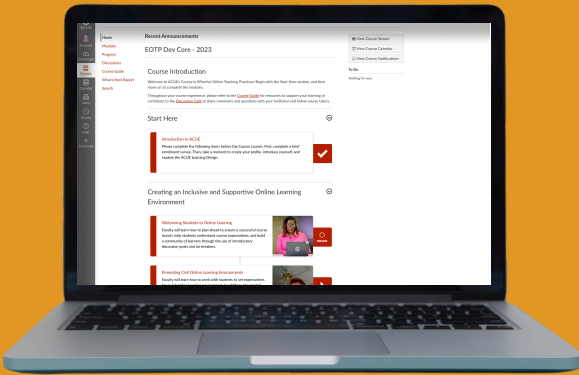 ACUE
Account
Dashboard
Courses
Calendar
Inbox
History
Help
Home
Modules
Progress
Discussions
Course Guide
What's Next Report
Search
Recent Announcements
EOTP Dev Core - 2023
Course Introduction
Welcome to ACUE's Course in Effective Online Teaching Practices! Begin with the Start Here section, and then
move on to complete the modules.
Throughout your course experience, please refer to the Course Guide for resources to support your learning or
contribute to the Discussion Café to share comments and questions with your facilitator and fellow course takers.
Start Here
Introduction to ACUE
Please complete the following items before the Course Launch. First, complete a brief
enrollment survey. Then, take a moment to create your profile, introduce yourself, and
explore the ACUE Learning Design.
Creating an Inclusive and Supportive Online Learning
Environment
Welcoming Students to Online Learning
Faculty will learn how to plan ahead to ensure a successful course
launch, help students understand course expectations, and build
a community of learners through the use of introductory
discussion posts and icebreakers.
Promoting Civil Online Learning Environments
Faculty will learn how to work with students to set expectations,
View Course Stream
View Course Calendar
View Course Notifications
To Do
Nothing for now